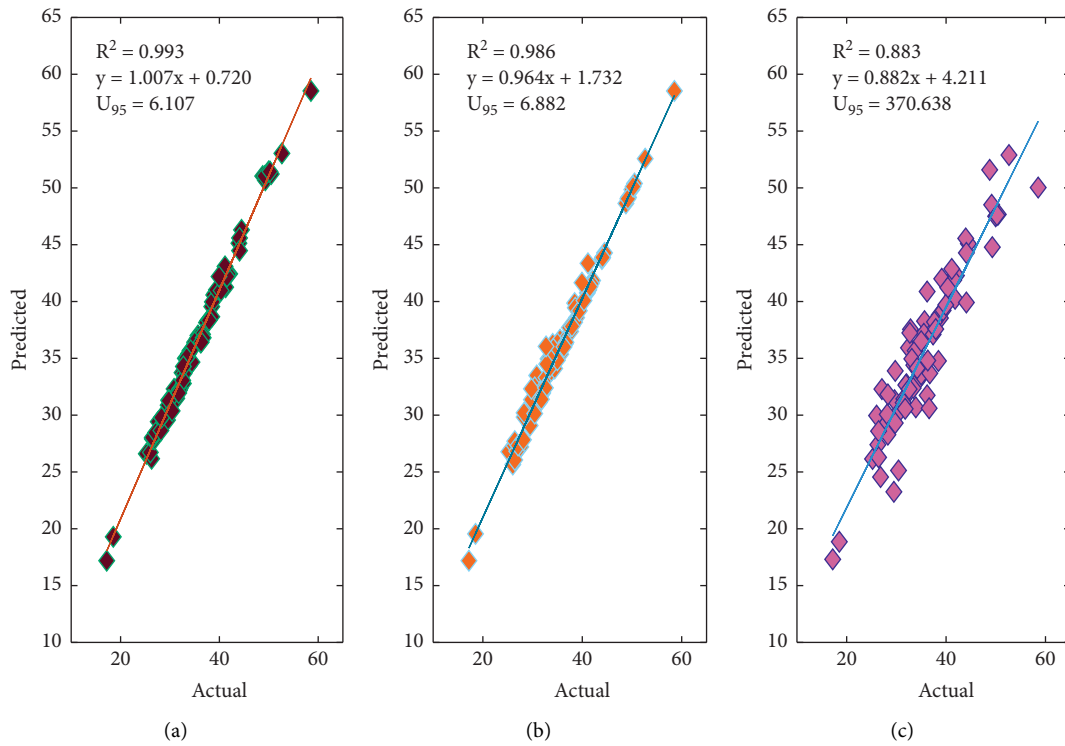 65
60
55
50
45
40
35
30
25
20
15
10
Predicted
R² = 0.993
y = 1.007x + 0.720
U₉₅ = 6.107
20
40
60
Actual
(a)
65
60
55
50
45
40
35
30
25
20
15
10
Predicted
R² = 0.986
y = 0.964x + 1.732
U₉₅ = 6.882
20
40
60
Actual
(b)
65
60
55
50
45
40
35
30
25
20
15
10
Predicted
R² = 0.883
y = 0.882x + 4.211
U₉₅ = 370.638
20
40
60
Actual
(c)